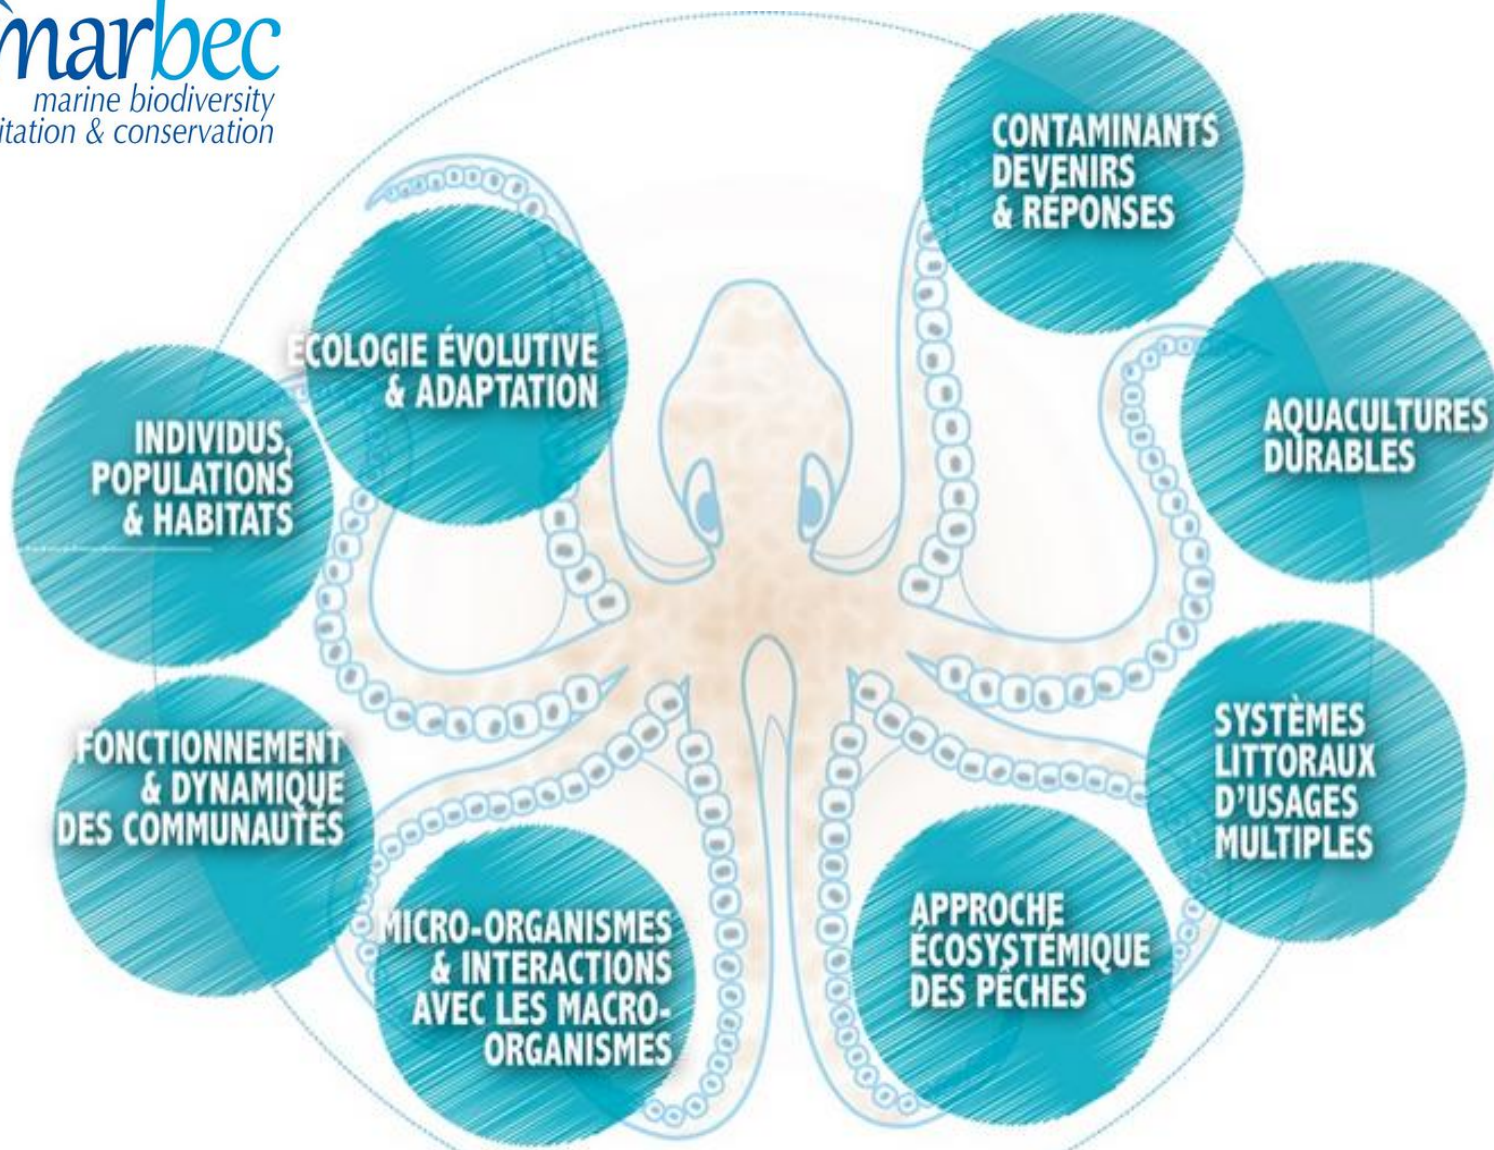 marbec
marine biodiversity
itation & conservation
CONTAMINANTS
DEVENIRS
& RÉPONSES
ECOLOGIE ÉVOLUTIVE
& ADAPTATION
AQUACULTURES
DURABLES
INDIVIDUS,
POPULATIONS
& HABITATS
SYSTÈMES
LITTORAUX
D'USAGES
MULTIPLES
FONCTIONNEMENT
& DYNAMIQUE
DES COMMUNAUTÉS
MICRO-ORGANISMES
& INTERACTIONS
AVEC LES MACRO-
ORGANISMES
APPROCHE
ÉCOSYSTÉMIQUE
DES PÊCHES